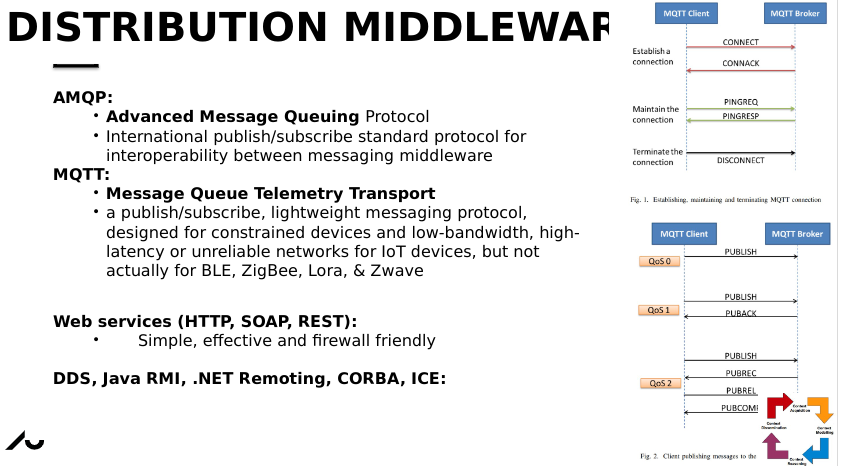 DISTRIBUTION MIDDLEWAR
AMQP:
• Advanced Message Queuing Protocol
• International publish/subscribe standard protocol for
interoperability between messaging middleware
MQTT:
• Message Queue Telemetry Transport
• a publish/subscribe, lightweight messaging protocol,
designed for constrained devices and low-bandwidth, high-
latency or unreliable networks for IoT devices, but not
actually for BLE, ZigBee, Lora, & Zwave
Web services (HTTP, SOAP, REST):
• Simple, effective and firewall friendly
DDS, Java RMI, .NET Remoting, CORBA, ICE:
MQTT Client
MQTT Broker
Establish a
connection
CONNECT
CONNACK
Maintain the
connection
PINGREQ
PINGRESP
Terminate the
connection
DISCONNECT
Fig. 1. Establishing, maintaining and terminating MQTT connection
MQTT Client
MQTT Broker
QoS 0
PUBLISH
QoS 1
PUBLISH
PUBACK
QoS 2
PUBLISH
PUBREC
PUBREL
PUBCOM
Fig. 2. Client publishing messages to the
Context
Acquisition
Context
Modelling
Context
Reasoning
Context
Dissemination